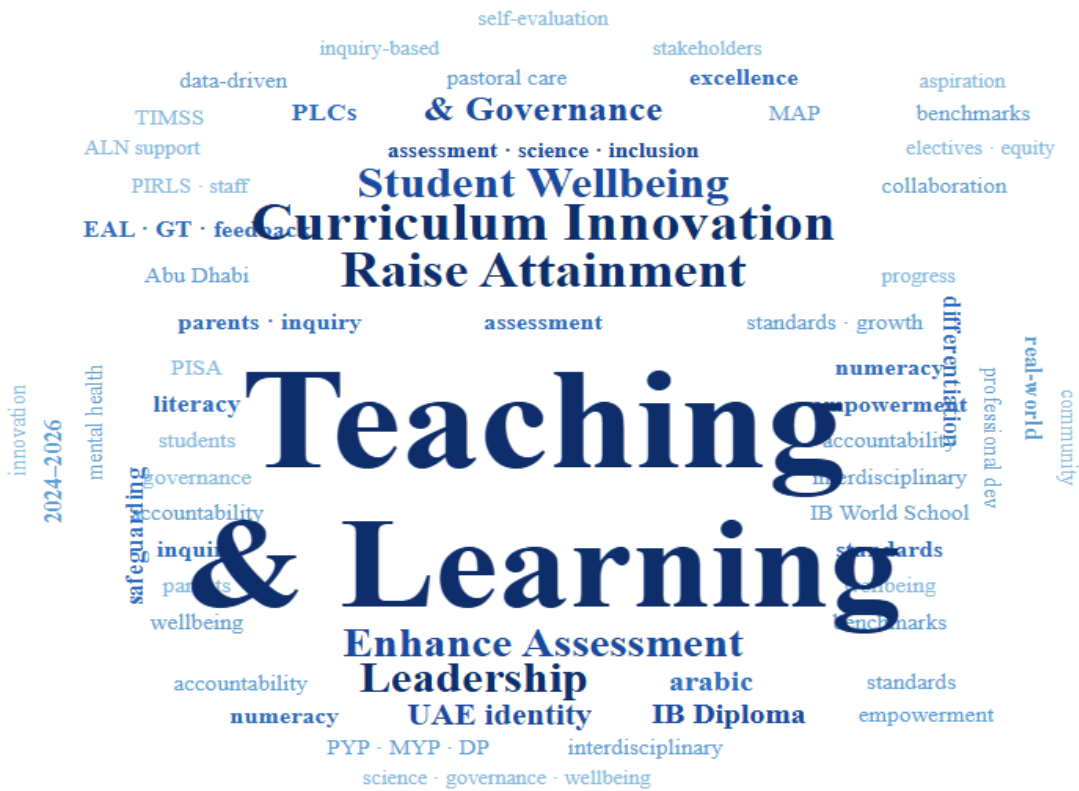 self-evaluation
inquiry-based stakeholders
data-driven pastoral care excellence aspiration
TIMSS PLCs & Governance MAP benchmarks
ALN support assessment · science · inclusion electives · equity
PIRLS · staff Student Wellbeing collaboration
EAL · GT · feedback Curriculum Innovation
Abu Dhabi Raise Attainment progress
parents · inquiry assessment standards · growth
differentiation
real-world
PISA numeracy
mental health
professional dev
innovation
community
literacy Teaching empowerment
2024–2026
students accountability
governance interdisciplinary
safeguarding
accountability IB World School
inquiry & Learning standards
parents wellbeing
wellbeing benchmarks
Enhance Assessment
accountability Leadership arabic standards
numeracy UAE identity IB Diploma empowerment
PYP · MYP · DP interdisciplinary
science · governance · wellbeing